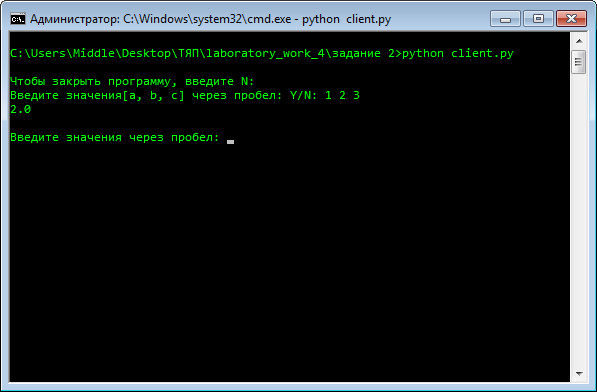 Администратор: C:\Windows\system32\cmd.exe - python  client.py
C:\Users\Middle\Desktop\ТЯП\laboratory_work_4\задание 2>python client.py
Чтобы закрыть программу, введите N:
Введите значения[a, b, c] через пробел: Y/N: 1 2 3
2.0
Введите значения через пробел: